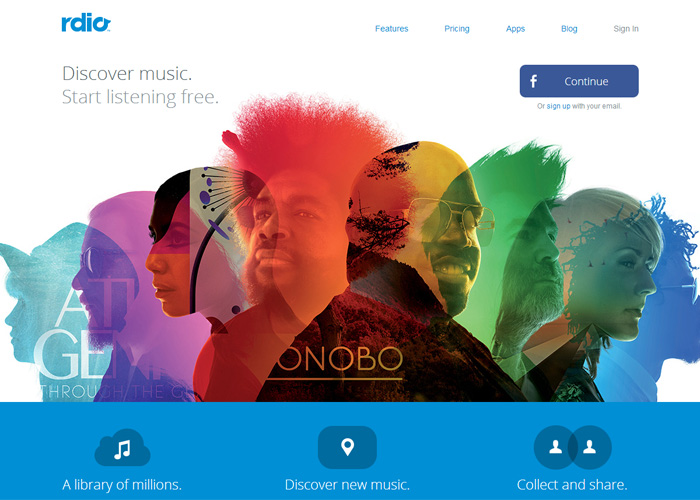 rdio
Features Pricing Apps Blog Sign In
Discover music.
Start listening free.
f Continue
Or sign up with your email.
AT
GE
ONOBO
THROUGH THE G
A library of millions.
Discover new music.
Collect and share.